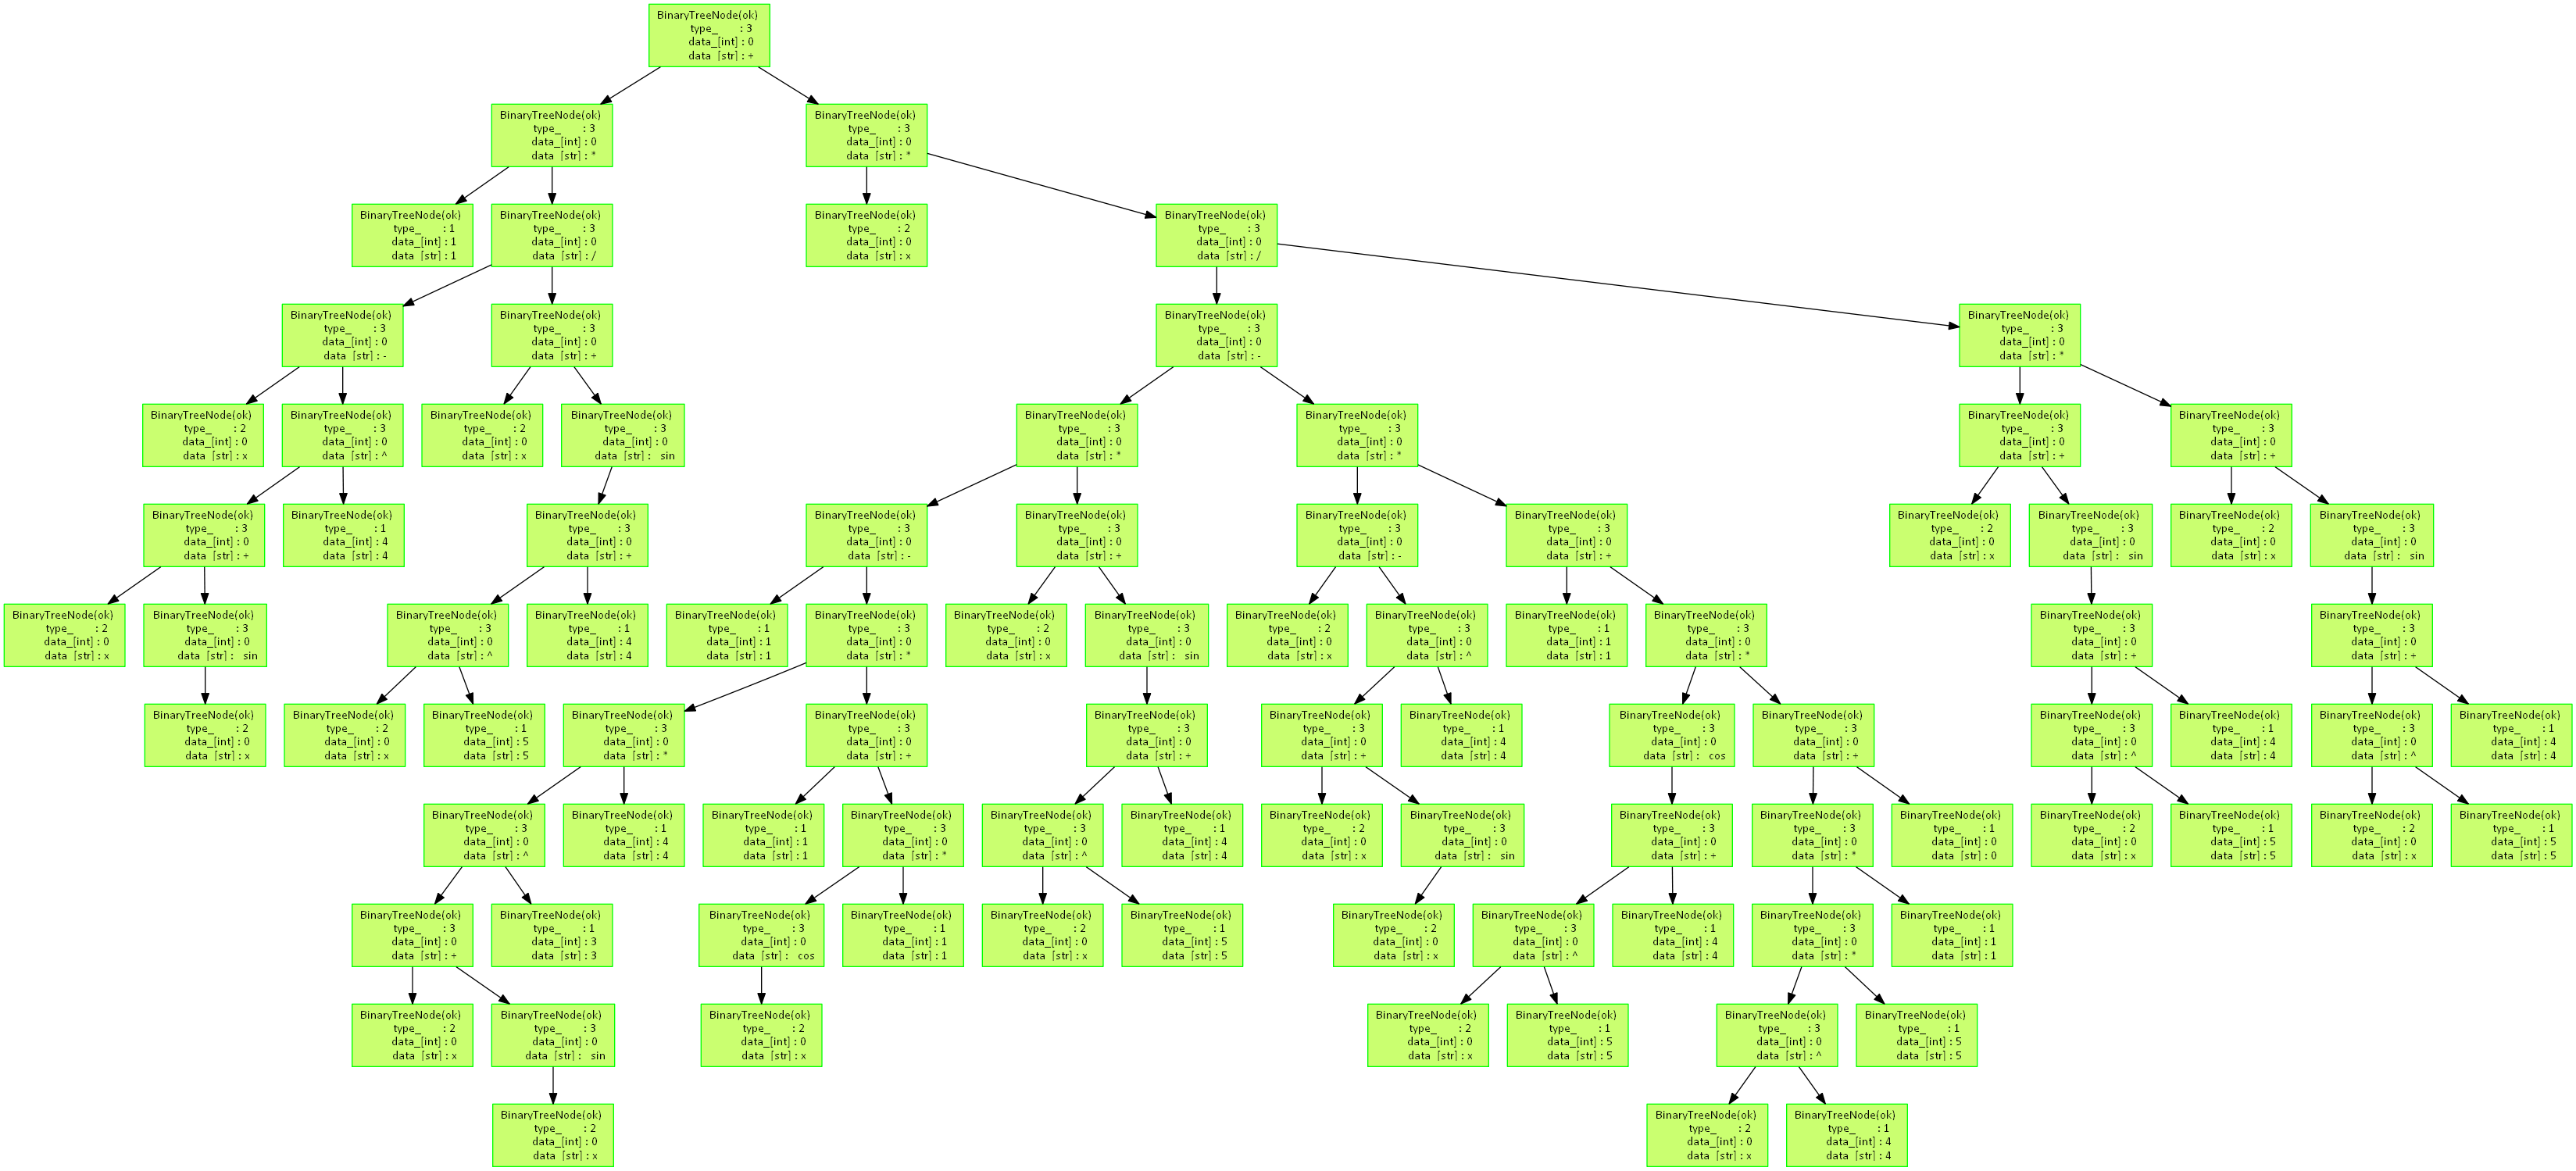 BinaryTreeNode(ok)
type_ : 3
data_[int] : 0
data_[str] : +
BinaryTreeNode(ok)
type_ : 3
data_[int] : 0
data_[str] : *
BinaryTreeNode(ok)
type_ : 3
data_[int] : 0
data_[str] : *
BinaryTreeNode(ok)
type_ : 1
data_[int] : 1
data_[str] : 1
BinaryTreeNode(ok)
type_ : 3
data_[int] : 0
data_[str] : /
BinaryTreeNode(ok)
type_ : 2
data_[int] : 0
data_[str] : x
BinaryTreeNode(ok)
type_ : 3
data_[int] : 0
data_[str] : /
BinaryTreeNode(ok)
type_ : 3
data_[int] : 0
data_[str] : -
BinaryTreeNode(ok)
type_ : 3
data_[int] : 0
data_[str] : +
BinaryTreeNode(ok)
type_ : 3
data_[int] : 0
data_[str] : -
BinaryTreeNode(ok)
type_ : 3
data_[int] : 0
data_[str] : *
BinaryTreeNode(ok)
type_ : 2
data_[int] : 0
data_[str] : x
BinaryTreeNode(ok)
type_ : 3
data_[int] : 0
data_[str] : ^
BinaryTreeNode(ok)
type_ : 2
data_[int] : 0
data_[str] : x
BinaryTreeNode(ok)
type_ : 3
data_[int] : 0
data_[str] : sin
BinaryTreeNode(ok)
type_ : 3
data_[int] : 0
data_[str] : *
BinaryTreeNode(ok)
type_ : 3
data_[int] : 0
data_[str] : *
BinaryTreeNode(ok)
type_ : 3
data_[int] : 0
data_[str] : +
BinaryTreeNode(ok)
type_ : 3
data_[int] : 0
data_[str] : +
BinaryTreeNode(ok)
type_ : 3
data_[int] : 0
data_[str] : +
BinaryTreeNode(ok)
type_ : 1
data_[int] : 4
data_[str] : 4
BinaryTreeNode(ok)
type_ : 3
data_[int] : 0
data_[str] : +
BinaryTreeNode(ok)
type_ : 3
data_[int] : 0
data_[str] : -
BinaryTreeNode(ok)
type_ : 3
data_[int] : 0
data_[str] : +
BinaryTreeNode(ok)
type_ : 3
data_[int] : 0
data_[str] : -
BinaryTreeNode(ok)
type_ : 3
data_[int] : 0
data_[str] : +
BinaryTreeNode(ok)
type_ : 2
data_[int] : 0
data_[str] : x
BinaryTreeNode(ok)
type_ : 3
data_[int] : 0
data_[str] : sin
BinaryTreeNode(ok)
type_ : 2
data_[int] : 0
data_[str] : x
BinaryTreeNode(ok)
type_ : 3
data_[int] : 0
data_[str] : sin
BinaryTreeNode(ok)
type_ : 2
data_[int] : 0
data_[str] : x
BinaryTreeNode(ok)
type_ : 3
data_[int] : 0
data_[str] : sin
BinaryTreeNode(ok)
type_ : 3
data_[int] : 0
data_[str] : ^
BinaryTreeNode(ok)
type_ : 1
data_[int] : 4
data_[str] : 4
BinaryTreeNode(ok)
type_ : 1
data_[int] : 1
data_[str] : 1
BinaryTreeNode(ok)
type_ : 3
data_[int] : 0
data_[str] : *
BinaryTreeNode(ok)
type_ : 2
data_[int] : 0
data_[str] : x
BinaryTreeNode(ok)
type_ : 3
data_[int] : 0
data_[str] : sin
BinaryTreeNode(ok)
type_ : 2
data_[int] : 0
data_[str] : x
BinaryTreeNode(ok)
type_ : 3
data_[int] : 0
data_[str] : ^
BinaryTreeNode(ok)
type_ : 1
data_[int] : 1
data_[str] : 1
BinaryTreeNode(ok)
type_ : 3
data_[int] : 0
data_[str] : *
BinaryTreeNode(ok)
type_ : 3
data_[int] : 0
data_[str] : +
BinaryTreeNode(ok)
type_ : 3
data_[int] : 0
data_[str] : +
BinaryTreeNode(ok)
type_ : 2
data_[int] : 0
data_[str] : x
BinaryTreeNode(ok)
type_ : 2
data_[int] : 0
data_[str] : x
BinaryTreeNode(ok)
type_ : 1
data_[int] : 5
data_[str] : 5
BinaryTreeNode(ok)
type_ : 3
data_[int] : 0
data_[str] : *
BinaryTreeNode(ok)
type_ : 3
data_[int] : 0
data_[str] : +
BinaryTreeNode(ok)
type_ : 3
data_[int] : 0
data_[str] : +
BinaryTreeNode(ok)
type_ : 3
data_[int] : 0
data_[str] : +
BinaryTreeNode(ok)
type_ : 1
data_[int] : 4
data_[str] : 4
BinaryTreeNode(ok)
type_ : 3
data_[int] : 0
data_[str] : cos
BinaryTreeNode(ok)
type_ : 3
data_[int] : 0
data_[str] : +
BinaryTreeNode(ok)
type_ : 3
data_[int] : 0
data_[str] : ^
BinaryTreeNode(ok)
type_ : 1
data_[int] : 4
data_[str] : 4
BinaryTreeNode(ok)
type_ : 3
data_[int] : 0
data_[str] : ^
BinaryTreeNode(ok)
type_ : 1
data_[int] : 4
data_[str] : 4
BinaryTreeNode(ok)
type_ : 3
data_[int] : 0
data_[str] : ^
BinaryTreeNode(ok)
type_ : 1
data_[int] : 4
data_[str] : 4
BinaryTreeNode(ok)
type_ : 1
data_[int] : 1
data_[str] : 1
BinaryTreeNode(ok)
type_ : 3
data_[int] : 0
data_[str] : *
BinaryTreeNode(ok)
type_ : 3
data_[int] : 0
data_[str] : ^
BinaryTreeNode(ok)
type_ : 1
data_[int] : 4
data_[str] : 4
BinaryTreeNode(ok)
type_ : 2
data_[int] : 0
data_[str] : x
BinaryTreeNode(ok)
type_ : 3
data_[int] : 0
data_[str] : sin
BinaryTreeNode(ok)
type_ : 3
data_[int] : 0
data_[str] : +
BinaryTreeNode(ok)
type_ : 3
data_[int] : 0
data_[str] : *
BinaryTreeNode(ok)
type_ : 1
data_[int] : 0
data_[str] : 0
BinaryTreeNode(ok)
type_ : 2
data_[int] : 0
data_[str] : x
BinaryTreeNode(ok)
type_ : 1
data_[int] : 5
data_[str] : 5
BinaryTreeNode(ok)
type_ : 2
data_[int] : 0
data_[str] : x
BinaryTreeNode(ok)
type_ : 1
data_[int] : 5
data_[str] : 5
BinaryTreeNode(ok)
type_ : 3
data_[int] : 0
data_[str] : +
BinaryTreeNode(ok)
type_ : 1
data_[int] : 3
data_[str] : 3
BinaryTreeNode(ok)
type_ : 3
data_[int] : 0
data_[str] : cos
BinaryTreeNode(ok)
type_ : 1
data_[int] : 1
data_[str] : 1
BinaryTreeNode(ok)
type_ : 2
data_[int] : 0
data_[str] : x
BinaryTreeNode(ok)
type_ : 1
data_[int] : 5
data_[str] : 5
BinaryTreeNode(ok)
type_ : 2
data_[int] : 0
data_[str] : x
BinaryTreeNode(ok)
type_ : 3
data_[int] : 0
data_[str] : ^
BinaryTreeNode(ok)
type_ : 1
data_[int] : 4
data_[str] : 4
BinaryTreeNode(ok)
type_ : 3
data_[int] : 0
data_[str] : *
BinaryTreeNode(ok)
type_ : 1
data_[int] : 1
data_[str] : 1
BinaryTreeNode(ok)
type_ : 2
data_[int] : 0
data_[str] : x
BinaryTreeNode(ok)
type_ : 3
data_[int] : 0
data_[str] : sin
BinaryTreeNode(ok)
type_ : 2
data_[int] : 0
data_[str] : x
BinaryTreeNode(ok)
type_ : 2
data_[int] : 0
data_[str] : x
BinaryTreeNode(ok)
type_ : 1
data_[int] : 5
data_[str] : 5
BinaryTreeNode(ok)
type_ : 3
data_[int] : 0
data_[str] : ^
BinaryTreeNode(ok)
type_ : 1
data_[int] : 5
data_[str] : 5
BinaryTreeNode(ok)
type_ : 2
data_[int] : 0
data_[str] : x
BinaryTreeNode(ok)
type_ : 2
data_[int] : 0
data_[str] : x
BinaryTreeNode(ok)
type_ : 1
data_[int] : 4
data_[str] : 4